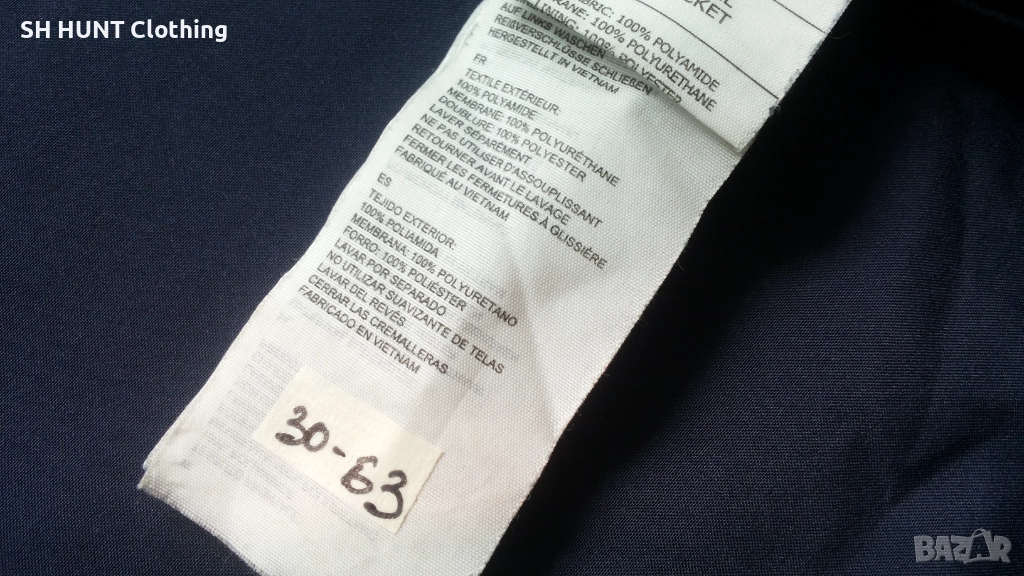 SH HUNT Clothing
CKET
FABRIC: 100% POLYAMIDE
100% POLYURETHANE
LINING: 100% POLYESTER
AUF LINKS WASCHEN
REIßVERSCHLÜSSE SCHLIEßEN
HERGESTELLT IN VIETNAM
FR
TEXTILE EXTÉRIEUR:
100% POLYAMIDE
MEMBRANE: 100% POLYURÉTHANE
DOUBLURE: 100% POLYESTER
LAVER SÉPARÉMENT
NE PAS UTILISER D'ASSOUPLISSANT
RETOURNER AVANT LE LAVAGE
FERMER LES FERMETURES À GLISSIÈRE
FABRIQUÉ AU VIETNAM
ES
TEJIDO EXTERIOR:
100% POLIAMIDA
MEMBRANA: 100% POLYURETANO
FORRO: 100% POLIÉSTER
LAVAR POR SEPARADO
NO UTILIZAR SUAVIZANTE DE TELAS
LAVAR DEL REVÉS
CERRAR LAS CREMALLERAS
FABRICADO EN VIETNAM
30-63
BAZAR